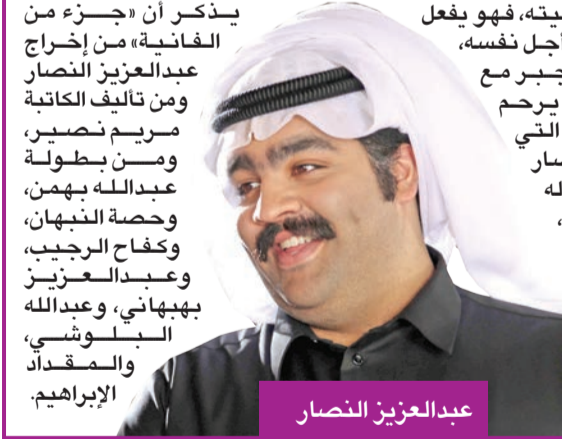 يته، فهو يفعل
أجل نفسه،
جبر مع
يرحم
التي
سار
له
يذكر أن «جزء من
الفانية» من إخراج
عبدالعزيز النصار
ومن تأليف الكاتبة
مريم نصير،
ومن بطولة
عبدالله بهمن،
وحصة النبهان،
وكفاح الرجيب،
وعبدالعزيز
بهبهاني، وعبدالله
البلوشي،
والمقداد
الإبراهيم.
عبدالعزيز النصار